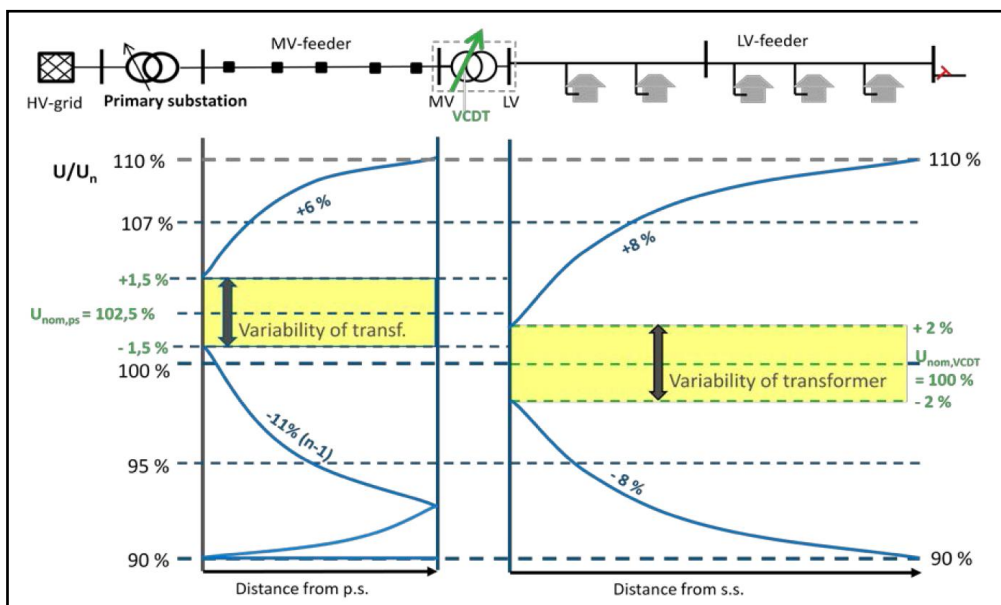 MV-feeder
LV-feeder
HV-grid
Primary substation
MV
LV
VCDT
U/Uₙ
110 %
110 %
+6 %
107 %
+8 %
+1,5 %
Uₙₒₘ,ₚₛ = 102,5 %
Variability of transf.
- 1,5 %
100 %
+ 2 %
Uₙₒₘ,VCDT
= 100 %
Variability of transformer
- 2 %
-11% (n-1)
95 %
- 8 %
90 %
90 %
Distance from p.s.
Distance from s.s.